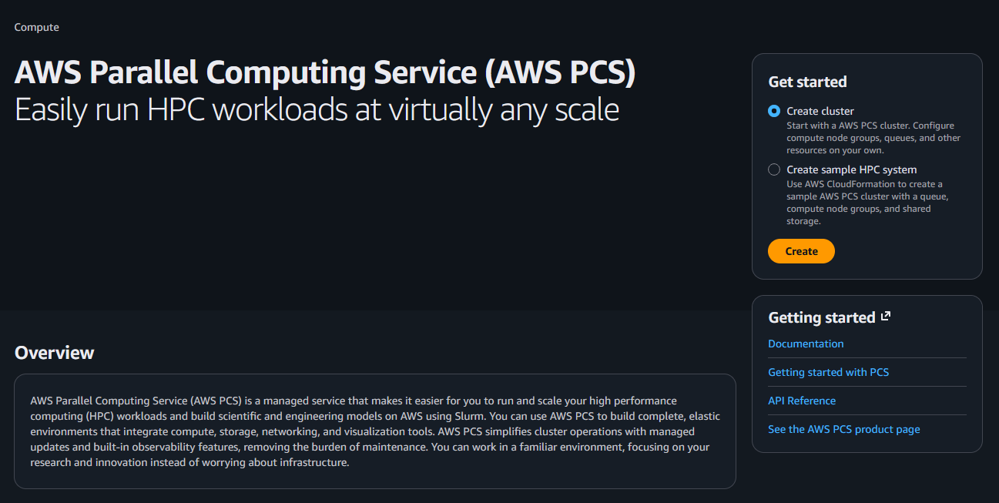 Compute
AWS Parallel Computing Service (AWS PCS)
Easily run HPC workloads at virtually any scale
Get started
Create cluster
Start with a AWS PCS cluster. Configure
compute node groups, queues, and other
resources on your own.
Create sample HPC system
Use AWS CloudFormation to create a
sample AWS PCS cluster with a queue,
compute node groups, and shared
storage.
Create
Getting started
Documentation
Getting started with PCS
API Reference
See the AWS PCS product page
Overview
AWS Parallel Computing Service (AWS PCS) is a managed service that makes it easier for you to run and scale your high performance
computing (HPC) workloads and build scientific and engineering models on AWS using Slurm. You can use AWS PCS to build complete, elastic
environments that integrate compute, storage, networking, and visualization tools. AWS PCS simplifies cluster operations with managed
updates and built-in observability features, removing the burden of maintenance. You can work in a familiar environment, focusing on your
research and innovation instead of worrying about infrastructure.